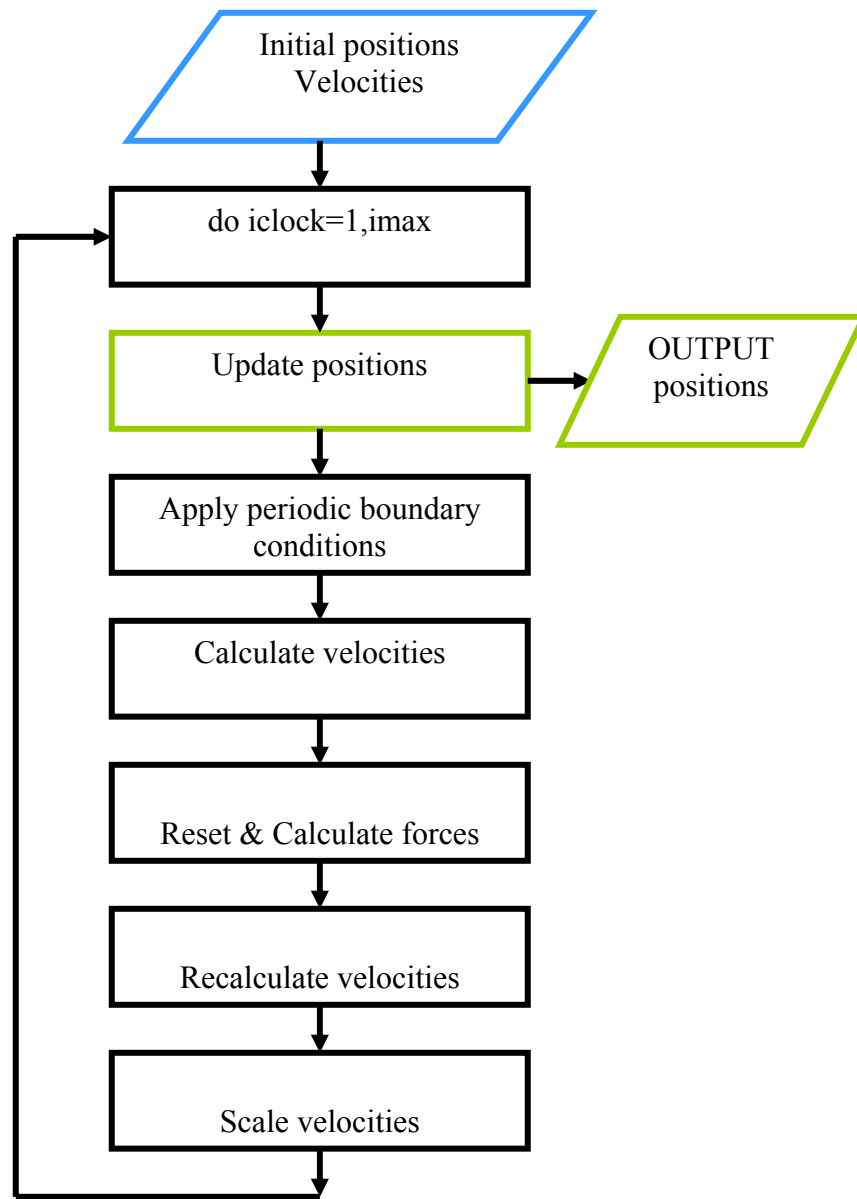 Initial positions
Velocities
do iclock=1,imax
Update positions
OUTPUT
positions
Apply periodic boundary
conditions
Calculate velocities
Reset & Calculate forces
Recalculate velocities
Scale velocities